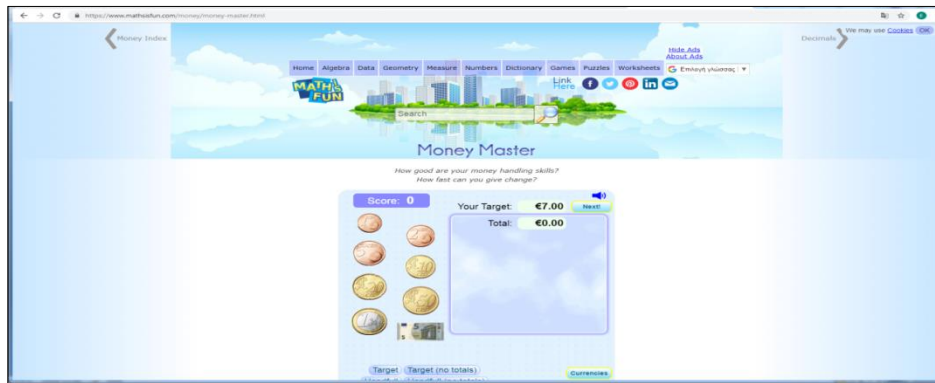 https://www.mathsisfun.com/money/money-master.html
Money Index
Decimals
We may use Cookies OK
Hide Ads
About Ads
Home Algebra Data Geometry Measure Numbers Dictionary Games Puzzles Worksheets
Επιλογή γλώσσας
MATH IS FUN
Link Here
Search
Money Master
How good are your money handling skills?
How fast can you give change?
Score: 0
Your Target: €7.00 Next!
Total: €0.00
Target Target (no totals)
Currencies